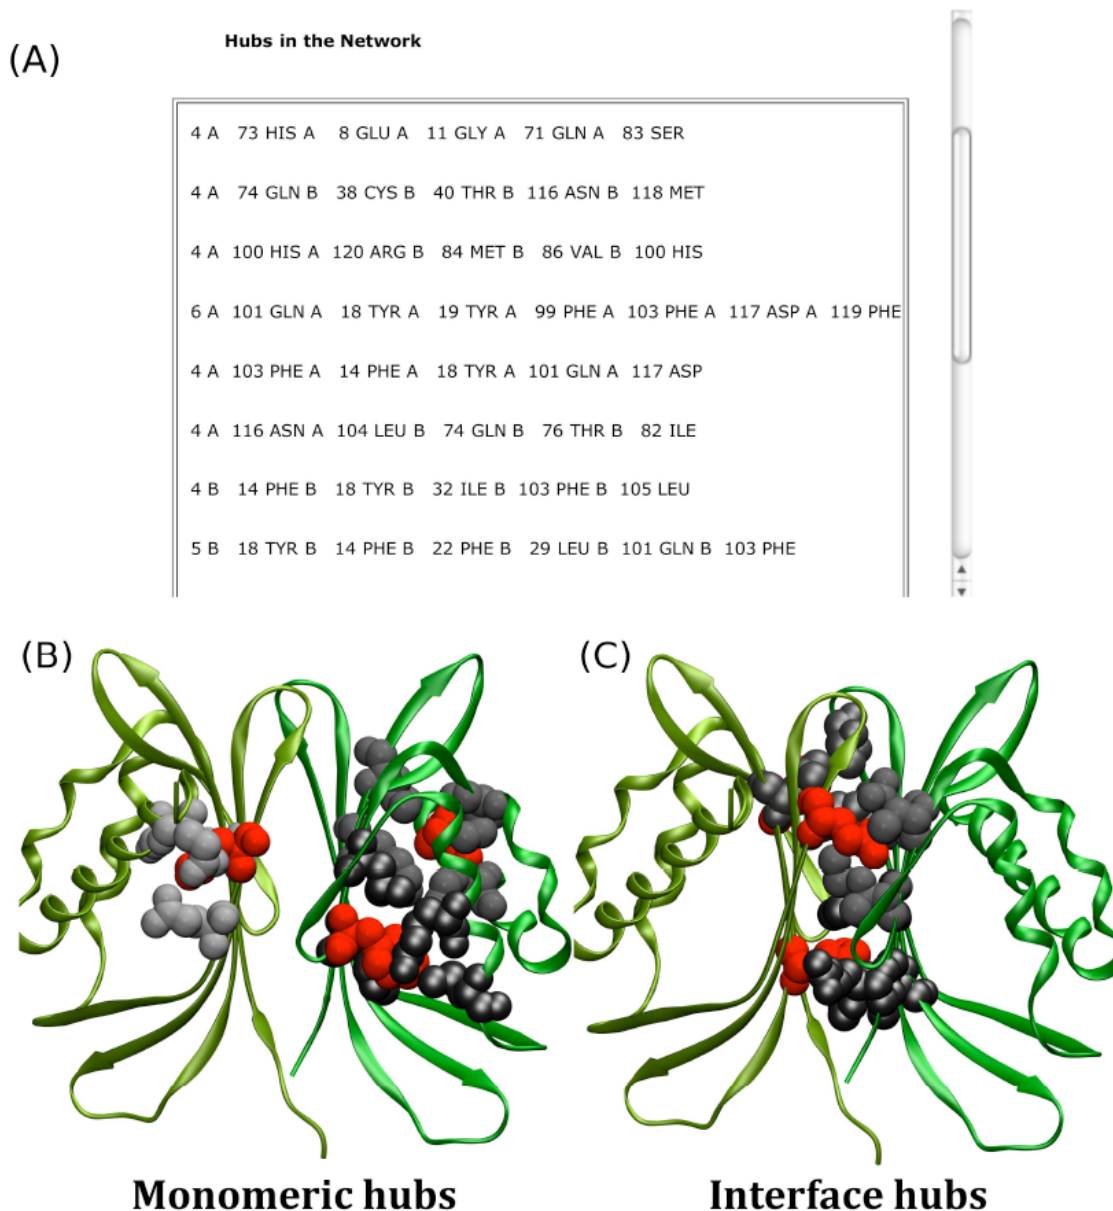 Hubs in the Network
(A)
4 A 73 HIS A 8 GLU A 11 GLY A 71 GLN A 83 SER
4 A 74 GLN B 38 CYS B 40 THR B 116 ASN B 118 MET
4 A 100 HIS A 120 ARG B 84 MET B 86 VAL B 100 HIS
6 A 101 GLN A 18 TYR A 19 TYR A 99 PHE A 103 PHE A 117 ASP A 119 PHE
4 A 103 PHE A 14 PHE A 18 TYR A 101 GLN A 117 ASP
4 A 116 ASN A 104 LEU B 74 GLN B 76 THR B 82 ILE
4 B 14 PHE B 18 TYR B 32 ILE B 103 PHE B 105 LEU
5 B 18 TYR B 14 PHE B 22 PHE B 29 LEU B 101 GLN B 103 PHE
(B)
(C)
Monomeric hubs
Interface hubs